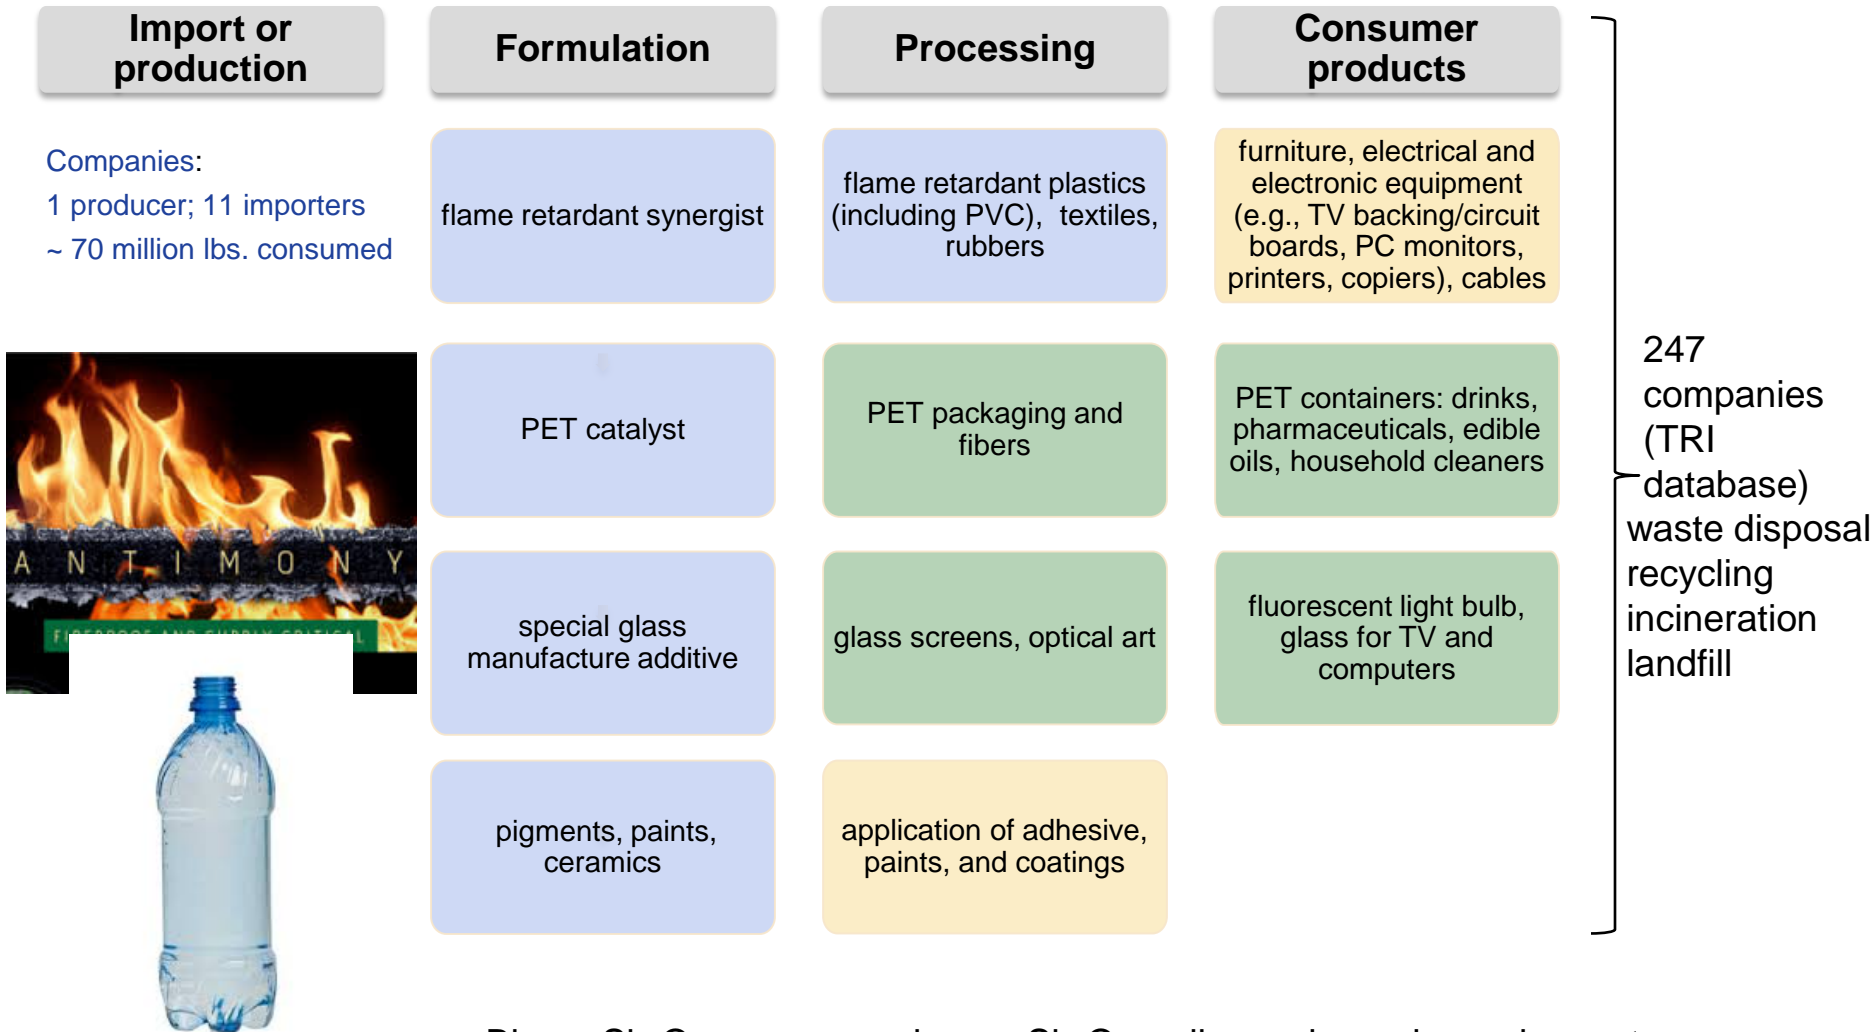 Import or
production
Formulation
Processing
Consumer
products
Companies:
1 producer; 11 importers
~ 70 million lbs. consumed
flame retardant synergist
flame retardant plastics
(including PVC), textiles,
rubbers
furniture, electrical and
electronic equipment
(e.g., TV backing/circuit
boards, PC monitors,
printers, copiers), cables
PET catalyst
PET packaging and
fibers
PET containers: drinks,
pharmaceuticals, edible
oils, household cleaners
ANTIMONY
special glass
manufacture additive
glass screens, optical art
fluorescent light bulb,
glass for TV and
computers
pigments, paints,
ceramics
application of adhesive,
paints, and coatings
247
companies
(TRI
database)
waste disposal
recycling
incineration
landfill